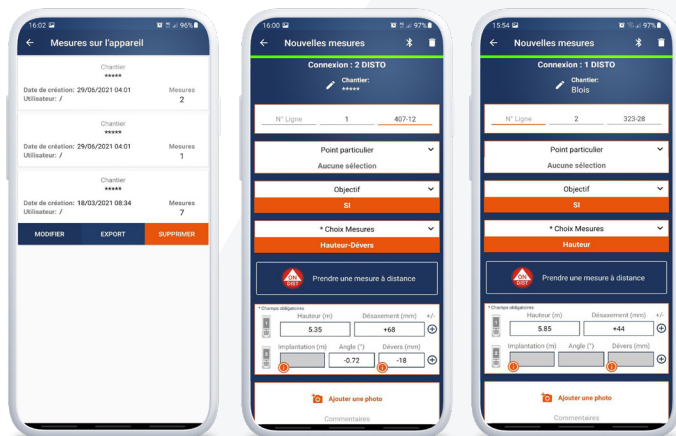 16:02 96%
Mesures sur l'appareil
Chantier
*****
Date de création: 29/06/2021 04:01 Mesures
Utilisateur: / 2
Chantier
*****
Date de création: 29/06/2021 04:01 Mesures
Utilisateur: / 1
Chantier
*****
Date de création: 18/03/2021 08:34 Mesures
Utilisateur: / 7
MODIFIER EXPORT SUPPRIMER
16:00 97%
Nouvelles mesures
Connexion : 2 DISTO
Chantier:
*****
N° Ligne 1 407-12
Point particulier
Aucune sélection
Objectif
SI
* Choix Mesures
Hauteur-Dévers
ON
DIST
Prendre une mesure à distance
* Champs obligatoires
Hauteur (m) Désaxement (mm) +/-
5.35 +68
Implantation (m) Angle (°) Dévers (mm)
-0.72 -18
Ajouter une photo
Commentaires
15:54 97%
Nouvelles mesures
Connexion : 1 DISTO
Chantier:
Blois
N° Ligne 2 323-28
Point particulier
Aucune sélection
Objectif
SI
* Choix Mesures
Hauteur
ON
DIST
Prendre une mesure à distance
* Champs obligatoires
Hauteur (m) Désaxement (mm) +/-
5.85 +44
Implantation (m) Angle (°) Dévers (mm)
Ajouter une photo
Commentaires